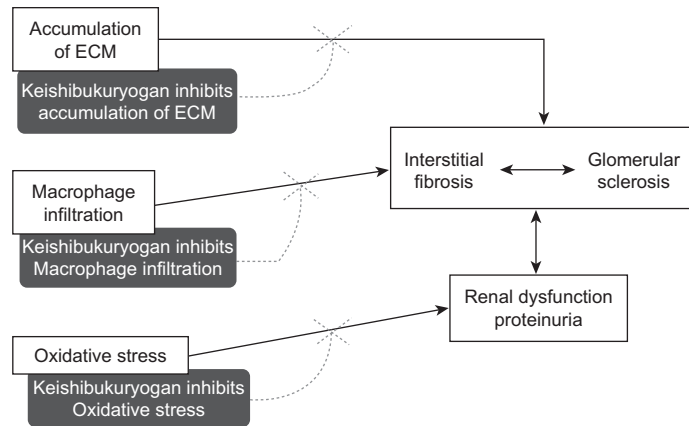 Accumulation
of ECM
Keishibukuryogan inhibits
accumulation of ECM
Interstitial
fibrosis
Glomerular
sclerosis
Macrophage
infiltration
Keishibukuryogan inhibits
Macrophage infiltration
Renal dysfunction
proteinuria
Oxidative stress
Keishibukuryogan inhibits
Oxidative stress